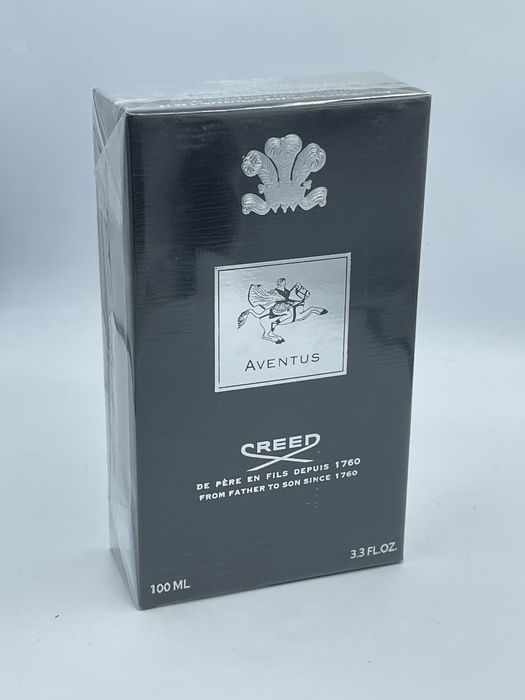 AVENTUS
CREED
DE PÈRE EN FILS DEPUIS 1760
FROM FATHER TO SON SINCE 1760
100 ML
3.3 FL.OZ.